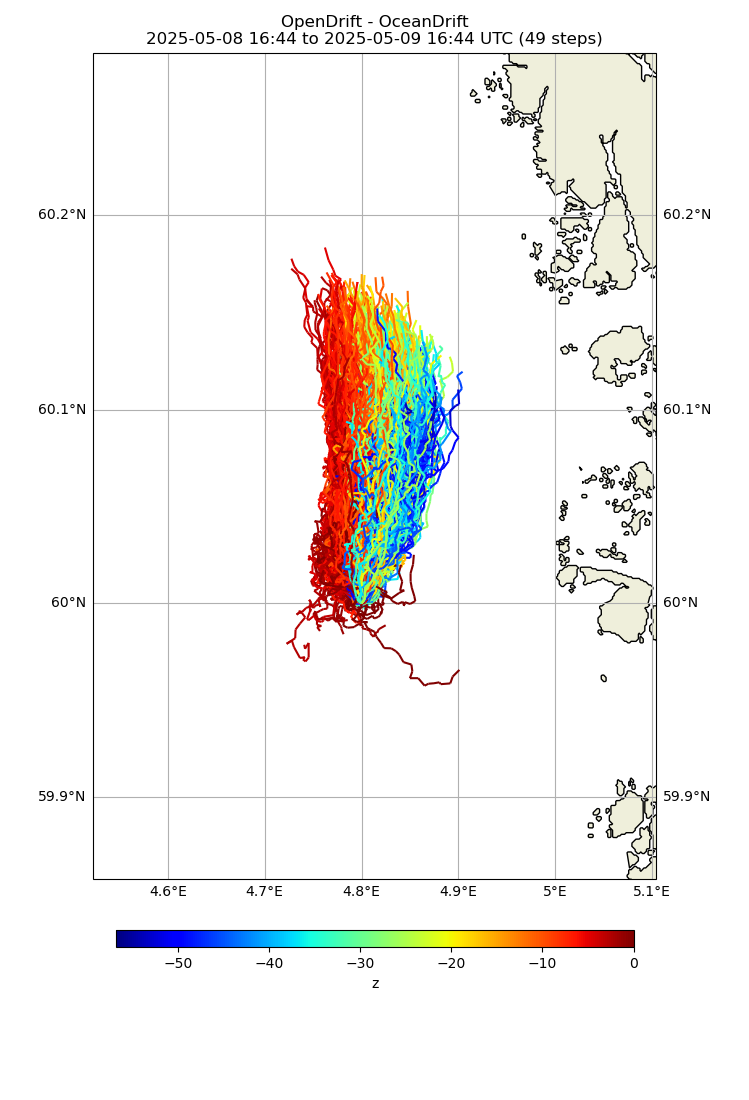 OpenDrift - OceanDrift
2025-05-08 16:44 to 2025-05-09 16:44 UTC (49 steps)
60.2°N 60.2°N
60.1°N 60.1°N
60°N 60°N
59.9°N 59.9°N
4.6°E 4.7°E 4.8°E 4.9°E 5°E 5.1°E
−50 −40 −30 −20 −10 0
z